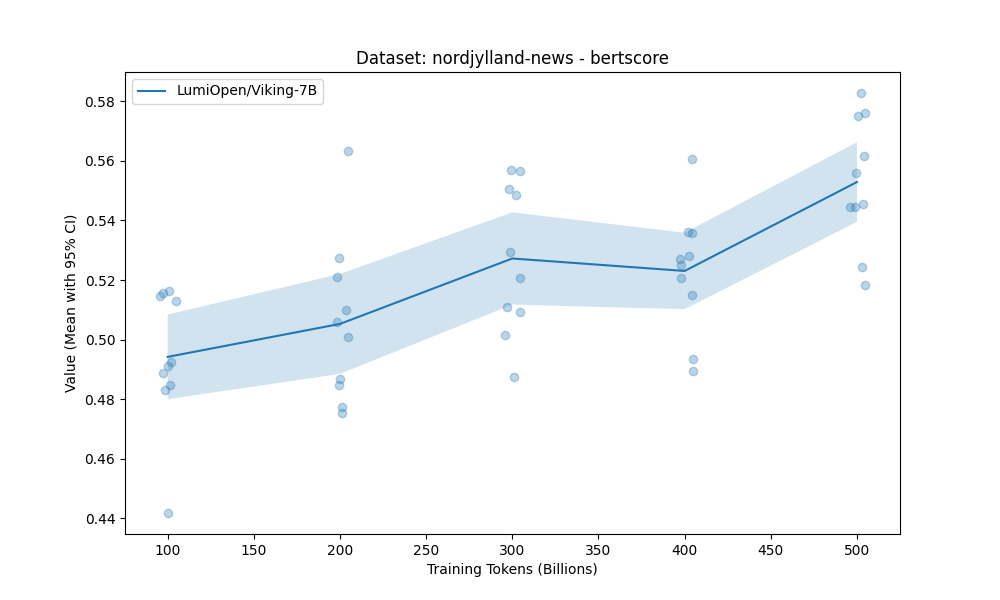 Dataset: nordjylland-news - bertscore
LumiOpen/Viking-7B
Value (Mean with 95% CI)
0.58
0.56
0.54
0.52
0.50
0.48
0.46
0.44
100 150 200 250 300 350 400 450 500
Training Tokens (Billions)